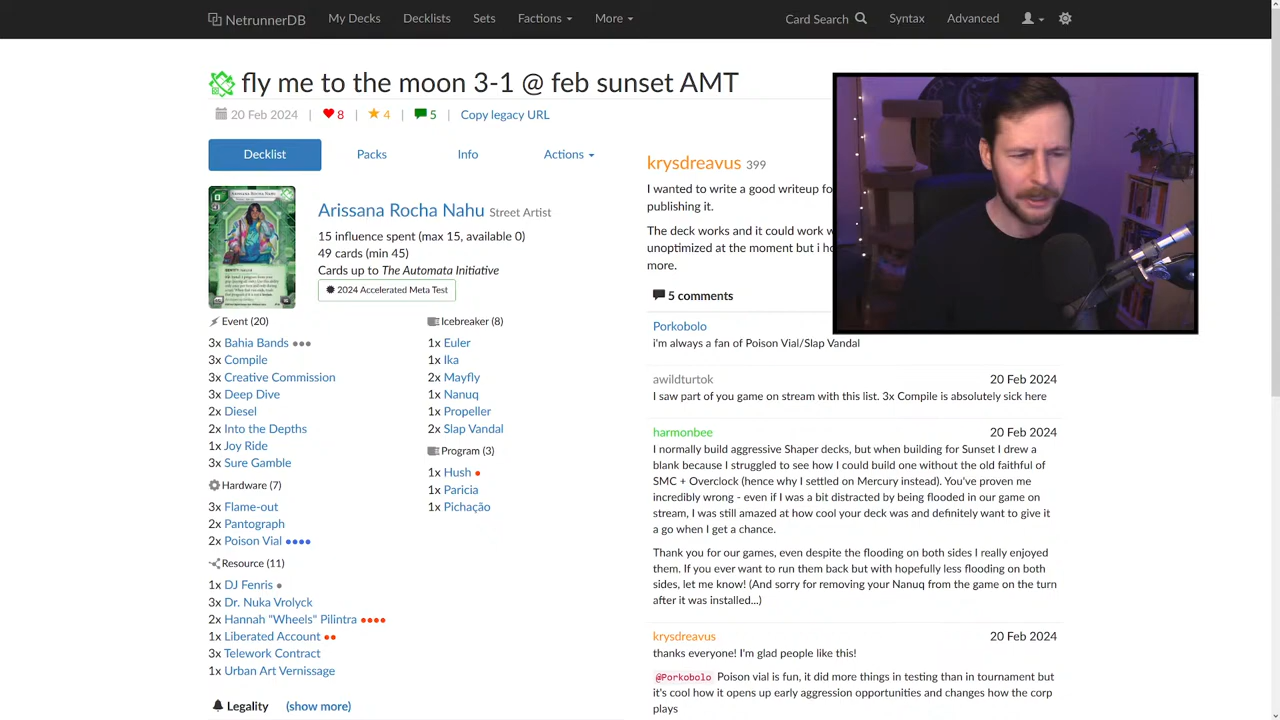 NetrunnerDB My Decks Decklists Sets Factions More Card Search Syntax Advanced
fly me to the moon 3-1 @ feb sunset AMT
20 Feb 2024 | 8 | 4 | 5 | Copy legacy URL
Decklist Packs Info Actions
Arissana Rocha Nahu Street Artist
15 influence spent (max 15, available 0)
49 cards (min 45)
Cards up to The Automata Initiative
2024 Accelerated Meta Test
Event (20)
3x Bahia Bands ●●●
3x Compile
3x Creative Commission
3x Deep Dive
2x Diesel
2x Into the Depths
1x Joy Ride
3x Sure Gamble
Hardware (7)
3x Flame-out
2x Pantograph
2x Poison Vial ●●●●
Resource (11)
1x DJ Fenris ●
3x Dr. Nuka Vrolyck
2x Hannah "Wheels" Pilintra ●●●●
1x Liberated Account ●●
3x Telework Contract
1x Urban Art Vernissage
Icebreaker (8)
1x Euler
1x Ika
2x Mayfly
1x Nanuq
1x Propeller
2x Slap Vandal
Program (3)
1x Hush ●
1x Paricia
1x Pichação
Legality (show more)
krysdreavus 399
I wanted to write a good writeup fo
publishing it.
The deck works and it could work w
unoptimized at the moment but i ho
more.
5 comments
Porkobolo
i'm always a fan of Poison Vial/Slap Vandal
awildturtok 20 Feb 2024
I saw part of you game on stream with this list. 3x Compile is absolutely sick here
harmonbee 20 Feb 2024
I normally build aggressive Shaper decks, but when building for Sunset I drew a
blank because I struggled to see how I could build one without the old faithful of
SMC + Overclock (hence why I settled on Mercury instead). You've proven me
incredibly wrong - even if I was a bit distracted by being flooded in our game on
stream, I was still amazed at how cool your deck was and definitely want to give it
a go when I get a chance.
Thank you for our games, even despite the flooding on both sides I really enjoyed
them. If you ever want to run them back but with hopefully less flooding on both
sides, let me know! (And sorry for removing your Nanuq from the game on the turn
after it was installed...)
krysdreavus 20 Feb 2024
thanks everyone! I'm glad people like this!
@Porkobolo Poison vial is fun, it did more things in testing than in tournament but
it's cool how it opens up early aggression opportunities and changes how the corp
plays